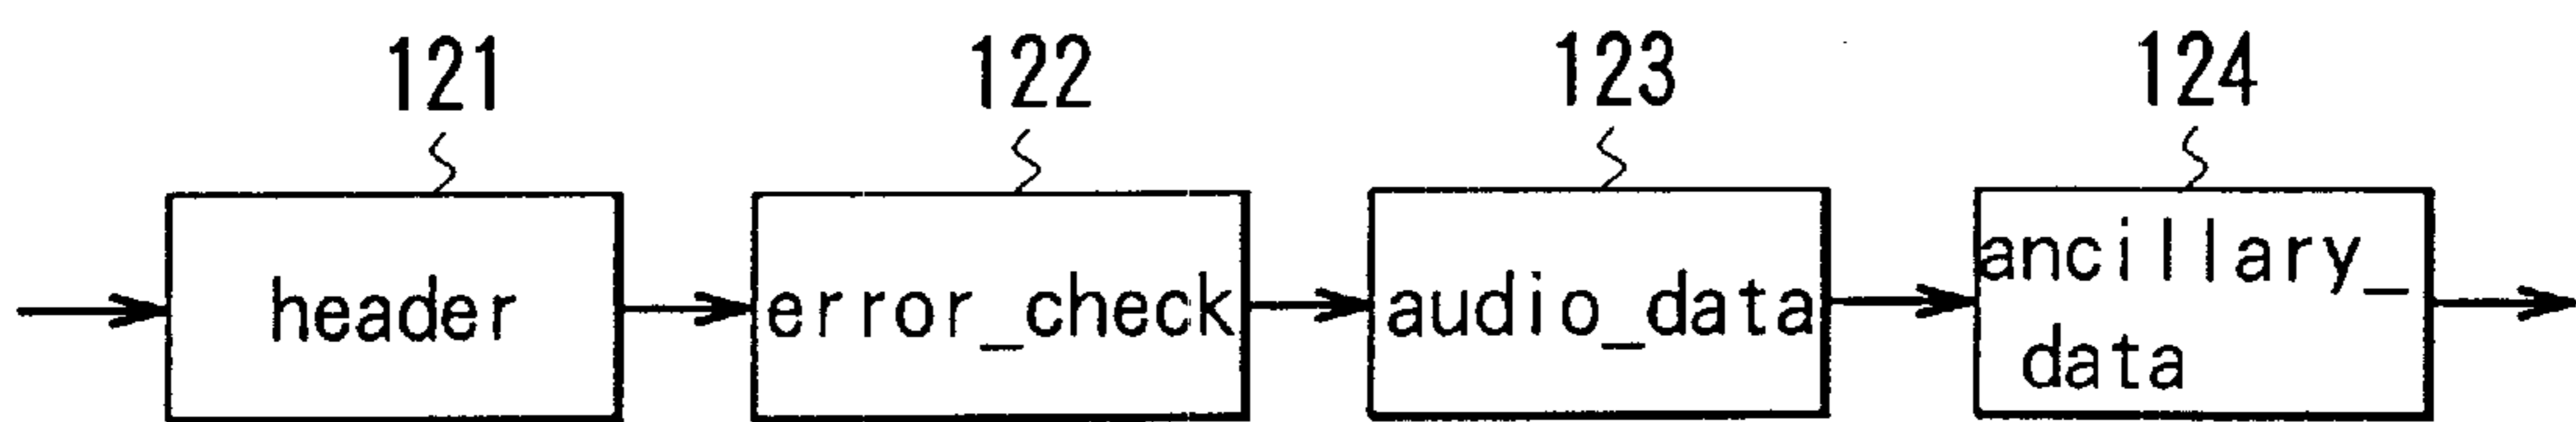 121 122 123 124
header error_check audio_data ancillary_
data